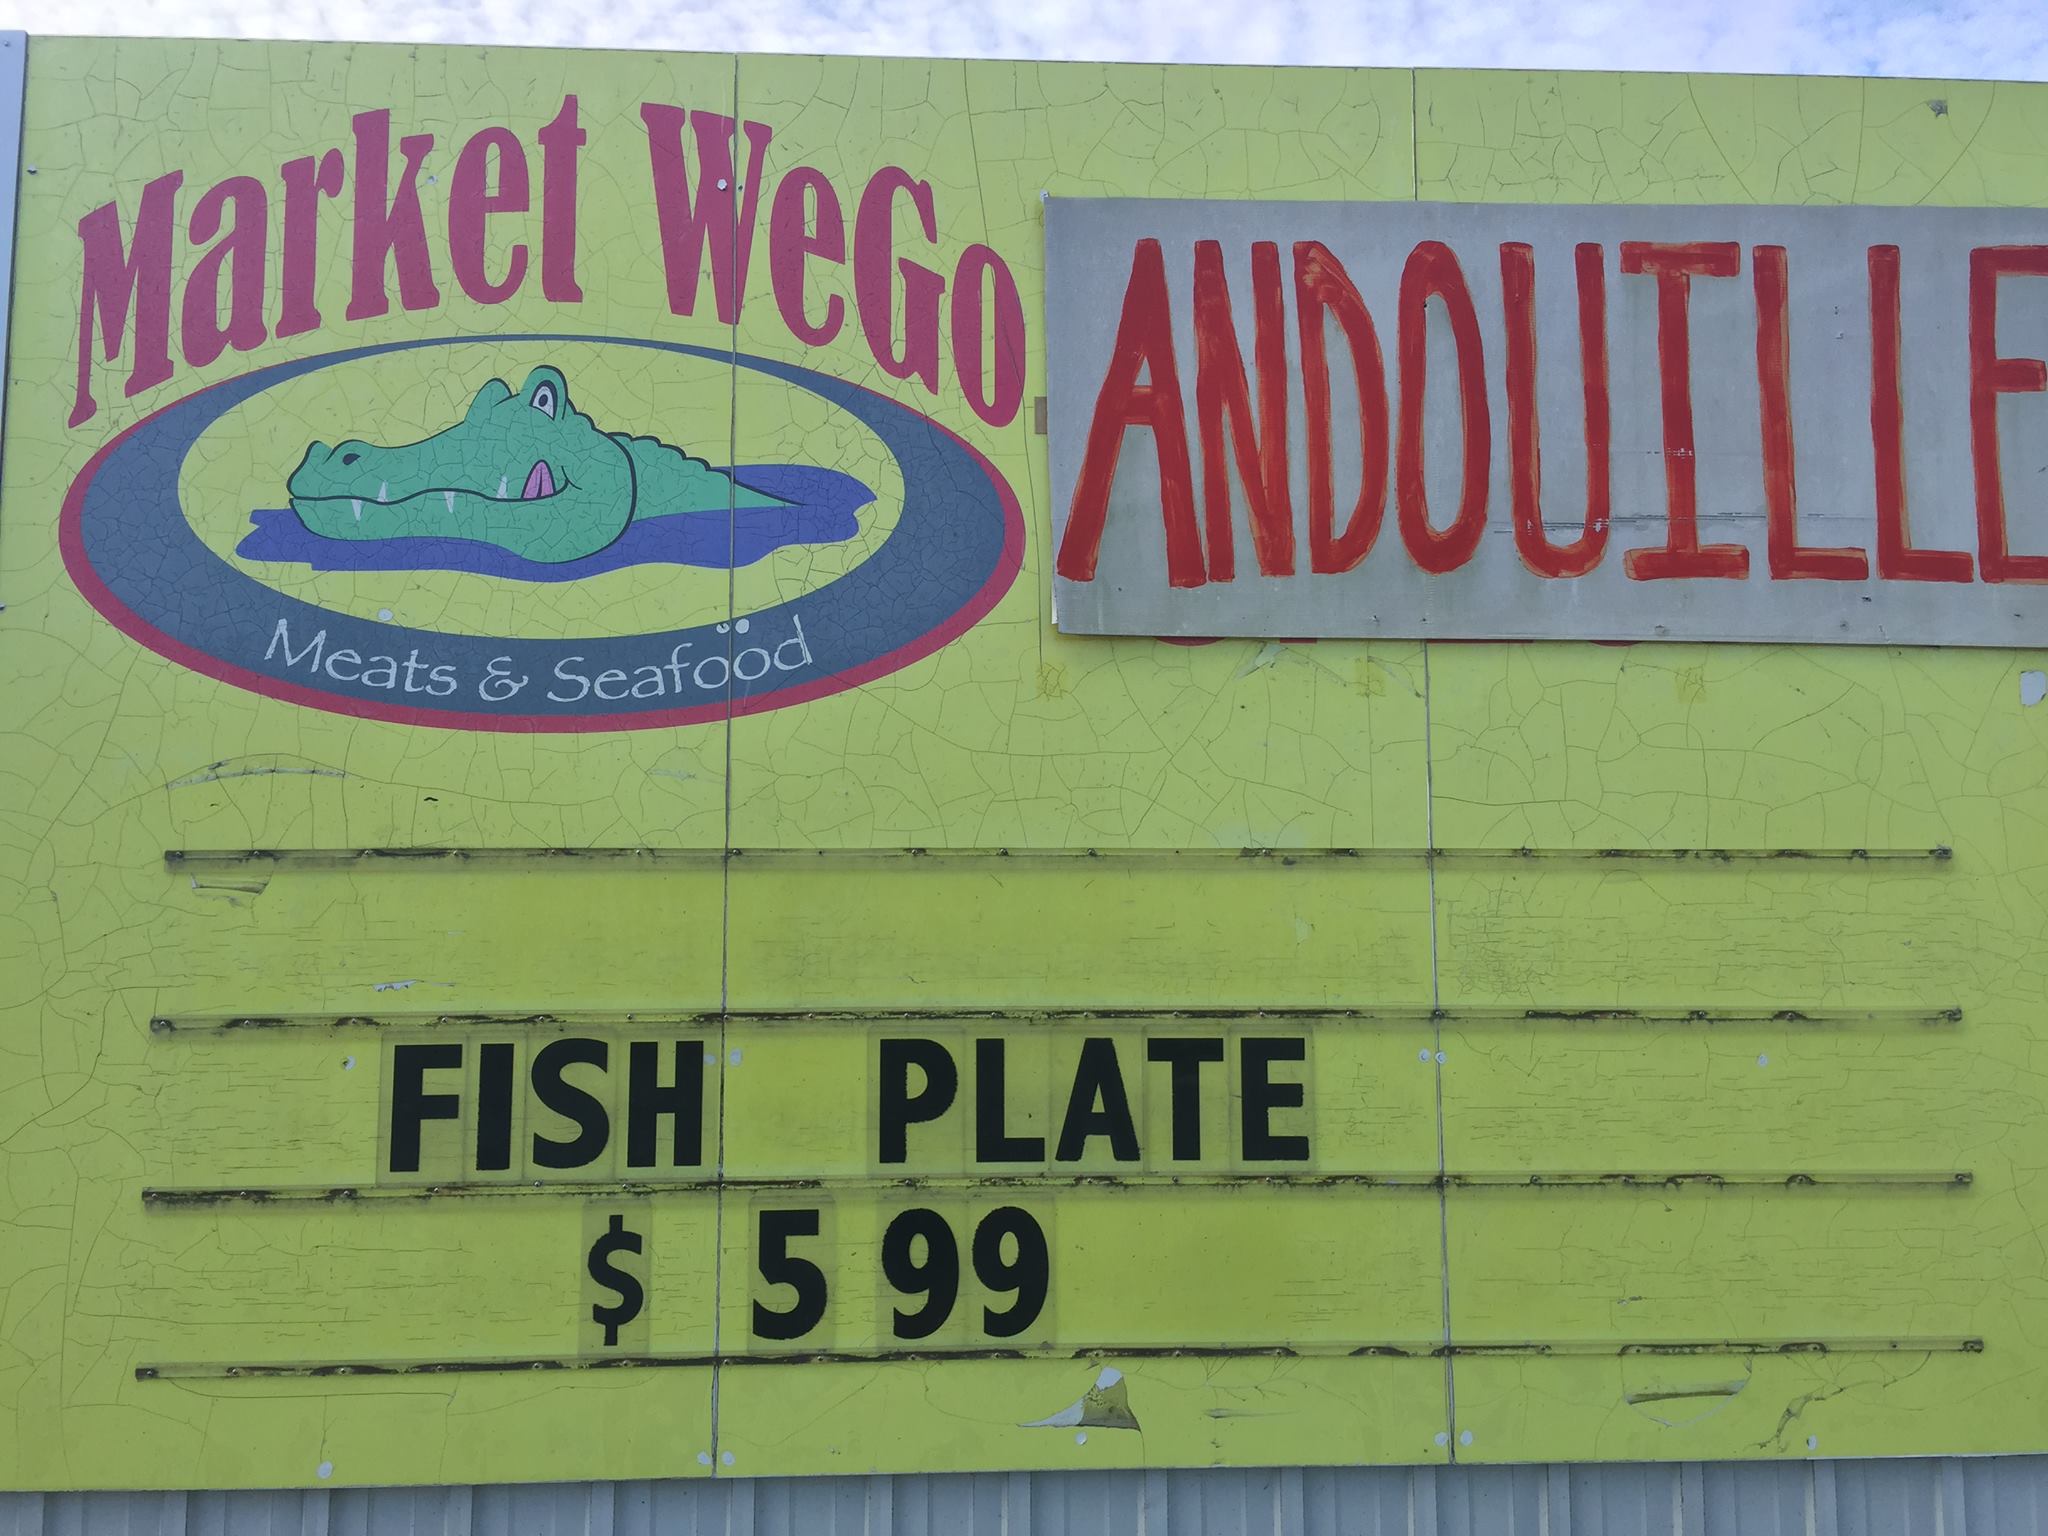 Market WeGo
Meats & Seafood
ANDOUILLE
FISH PLATE
$ 5 99